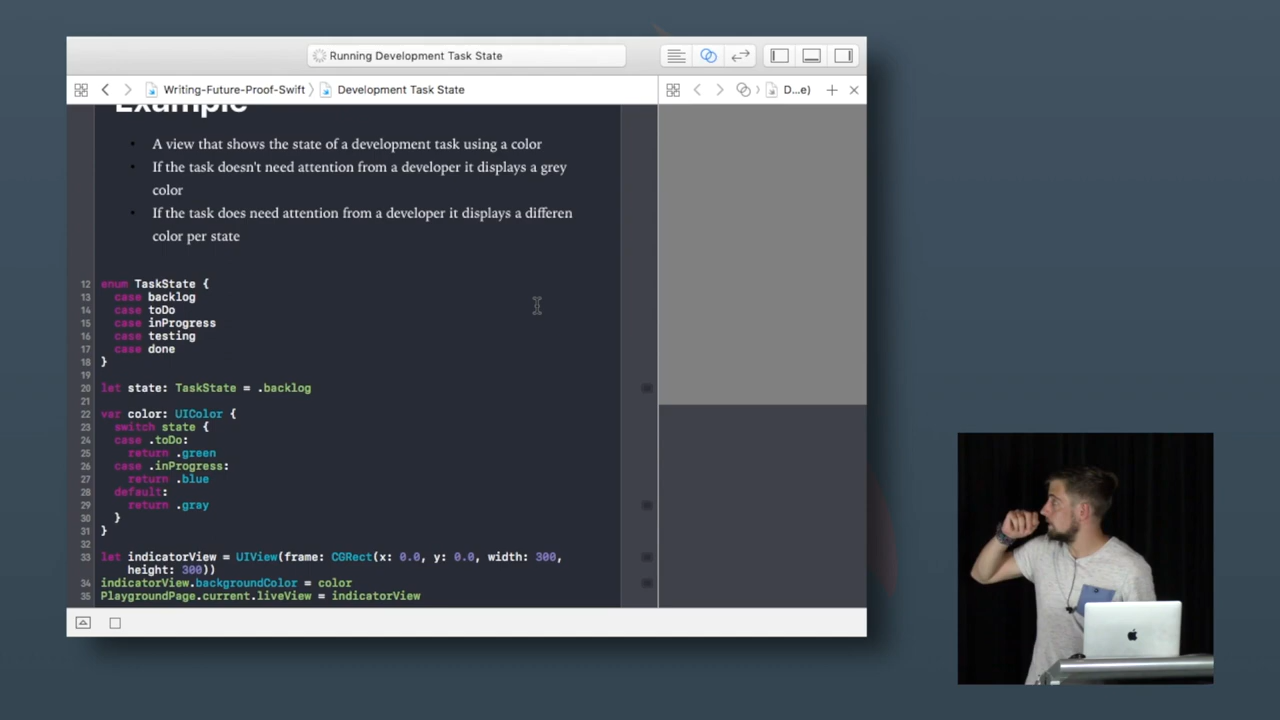 Running Development Task State
Writing-Future-Proof-Swift
Development Task State
D...e)
Example
A view that shows the state of a development task using a color
If the task doesn't need attention from a developer it displays a grey
color
If the task does need attention from a developer it displays a differen
color per state
12 enum TaskState {
13 case backlog
14 case toDo
15 case inProgress
16 case testing
17 case done
18 }
19
20 let state: TaskState = .backlog
21
22 var color: UIColor {
23 switch state {
24 case .toDo:
25 return .green
26 case .inProgress:
27 return .blue
28 default:
29 return .gray
30 }
31 }
32
33 let indicatorView = UIView(frame: CGRect(x: 0.0, y: 0.0, width: 300,
height: 300))
34 indicatorView.backgroundColor = color
35 PlaygroundPage.current.liveView = indicatorView